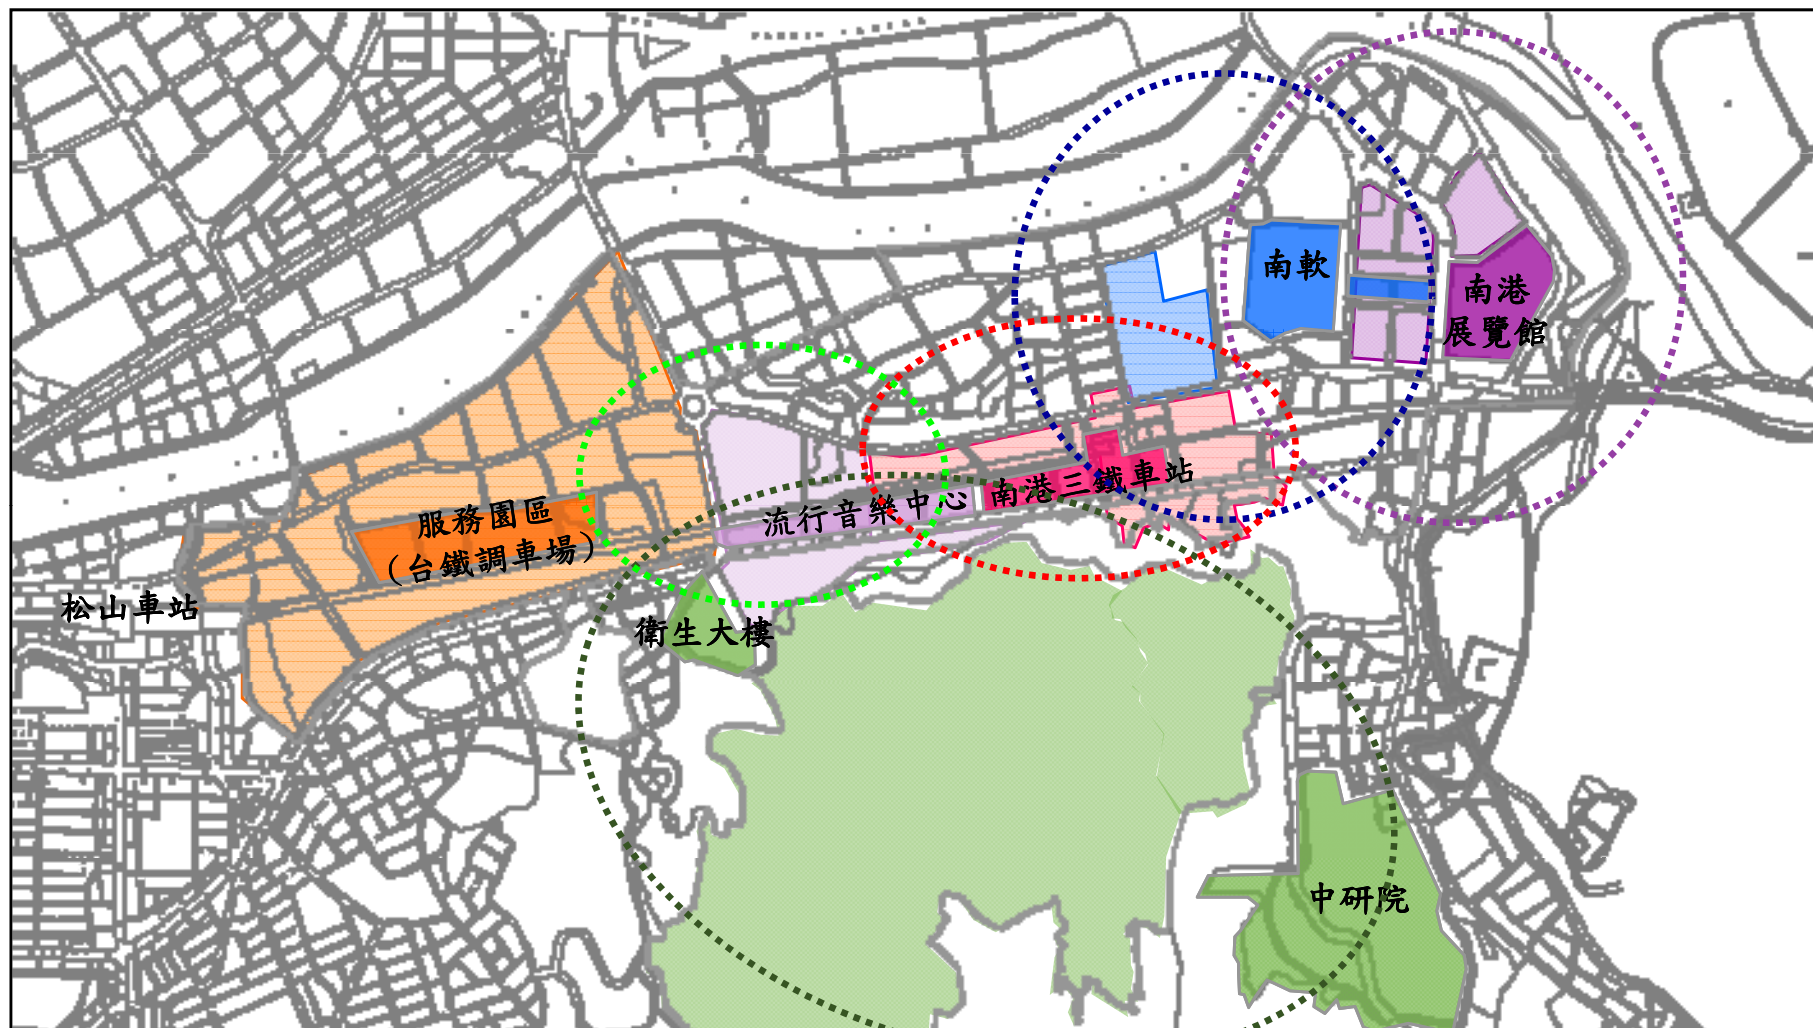 南軟
南港
展覽館
南港三鐵車站
流行音樂中心
服務園區
(台鐵調車場)
松山車站
衛生大樓
中研院